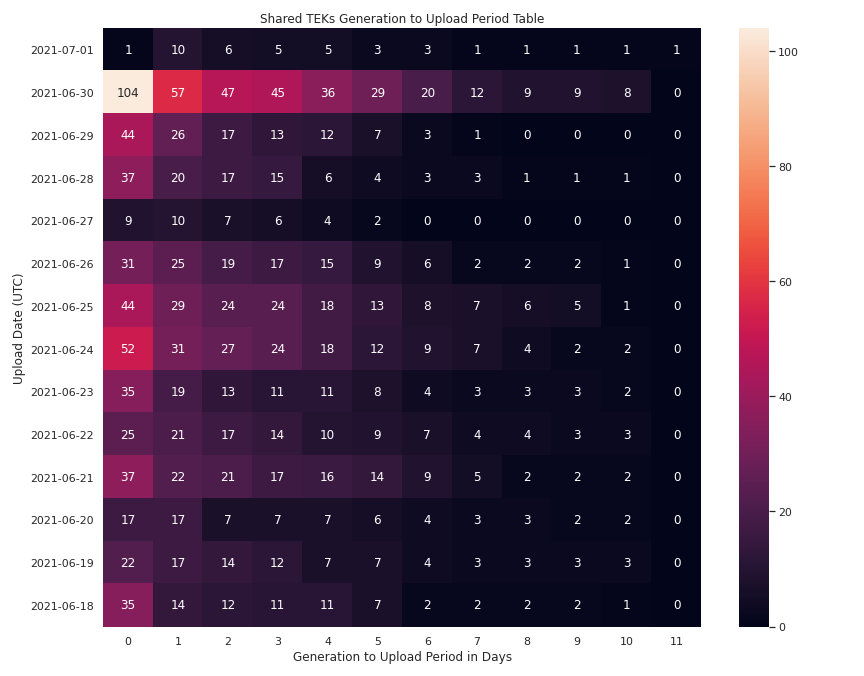 Shared TEKs Generation to Upload Period Table
2021-07-01 1 10 6 5 5 3 3 1 1 1 1 1
2021-06-30 104 57 47 45 36 29 20 12 9 9 8 0
2021-06-29 44 26 17 13 12 7 3 1 0 0 0 0
2021-06-28 37 20 17 15 6 4 3 3 1 1 1 0
2021-06-27 9 10 7 6 4 2 0 0 0 0 0 0
2021-06-26 31 25 19 17 15 9 6 2 2 2 1 0
2021-06-25 44 29 24 24 18 13 8 7 6 5 1 0
2021-06-24 52 31 27 24 18 12 9 7 4 2 2 0
2021-06-23 35 19 13 11 11 8 4 3 3 3 2 0
2021-06-22 25 21 17 14 10 9 7 4 4 3 3 0
2021-06-21 37 22 21 17 16 14 9 5 2 2 2 0
2021-06-20 17 17 7 7 7 6 4 3 3 2 2 0
2021-06-19 22 17 14 12 7 7 4 3 3 3 3 0
2021-06-18 35 14 12 11 11 7 2 2 2 2 1 0
0 1 2 3 4 5 6 7 8 9 10 11
Generation to Upload Period in Days
Upload Date (UTC)
100
80
60
40
20
0